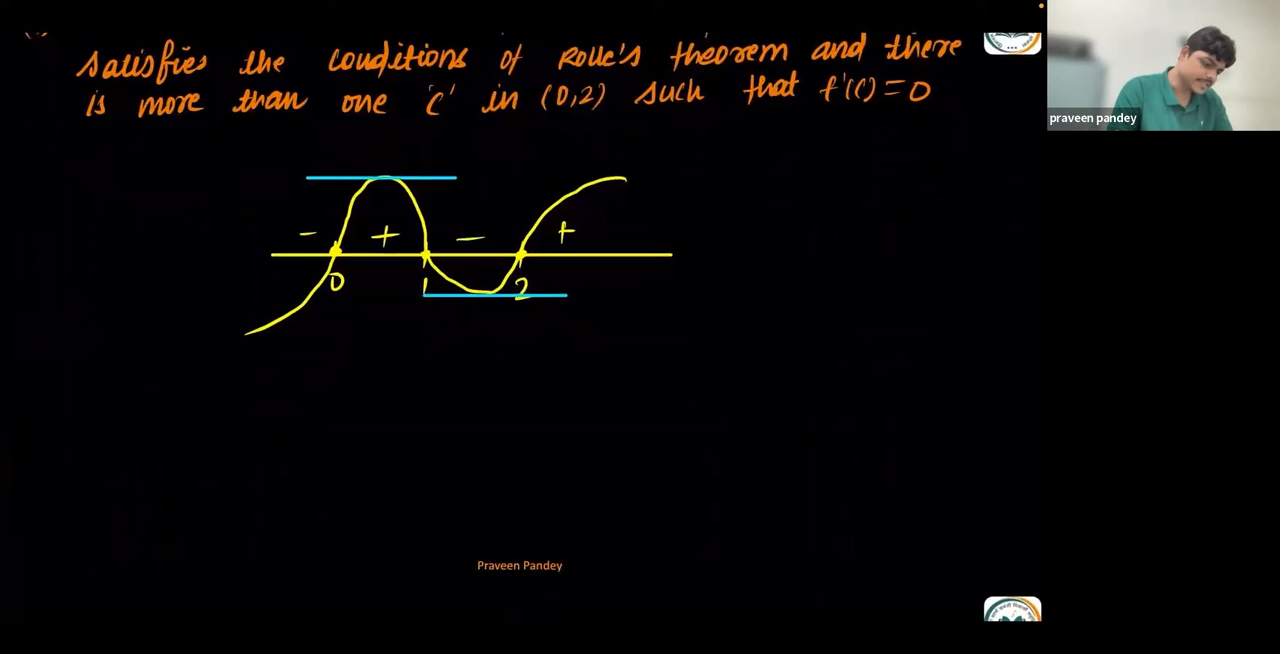 satisfies the conditions of Rolle's theorem and there
is more than one 'c' in (0,2) such that f'(c) = 0
praveen pandey
- + - +
0 1 2
Praveen Pandey